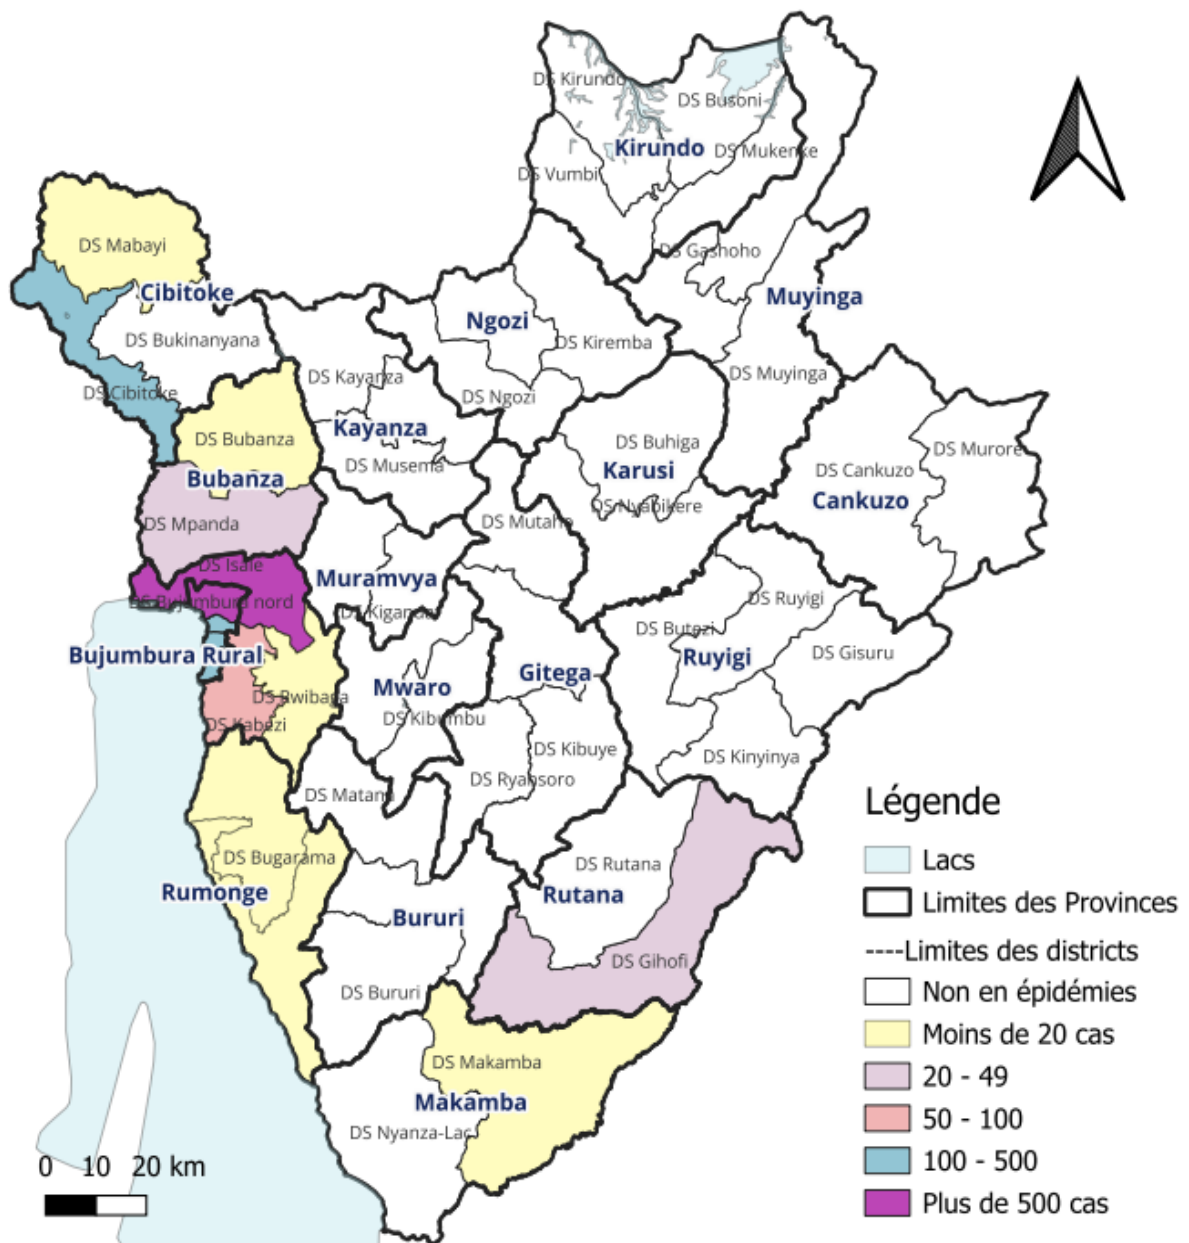 DS Kirundo
DS Busoni
Kirundo
DS Mukenke
DS Vumbi
DS Gashoho
DS Mabayi
Cibitoke
Muyinga
Ngozi
DS Bukinanyana
DS Kiremba
DS Kayanza
DS Muyinga
DS Cibitoke
DS Ngozi
Kayanza
DS Bubanza
DS Buhiga
DS Murore
DS Musema
Karusi
DS Cankuzo
Bubanza
Cankuzo
DS Nyabikere
DS Mpanda
DS Mutaho
DS Isale
Muramvya
DS Bujumbura nord
DS Ruyigi
DS Kiganda
DS Butezi
Bujumbura Rural
Ruyigi
DS Gisuru
Gitega
Mwaro
DS Rwibaga
DS Kibumbu
DS Kabezi
DS Kibuye
DS Kinyinya
DS Ryansoro
DS Matana
DS Bugarama
DS Rutana
Rumonge
Rutana
Bururi
DS Gihofi
DS Bururi
DS Makamba
Makamba
DS Nyanza-Lac
0 10 20 km
Légende
Lacs
Limites des Provinces
----Limites des districts
Non en épidémies
Moins de 20 cas
20 - 49
50 - 100
100 - 500
Plus de 500 cas